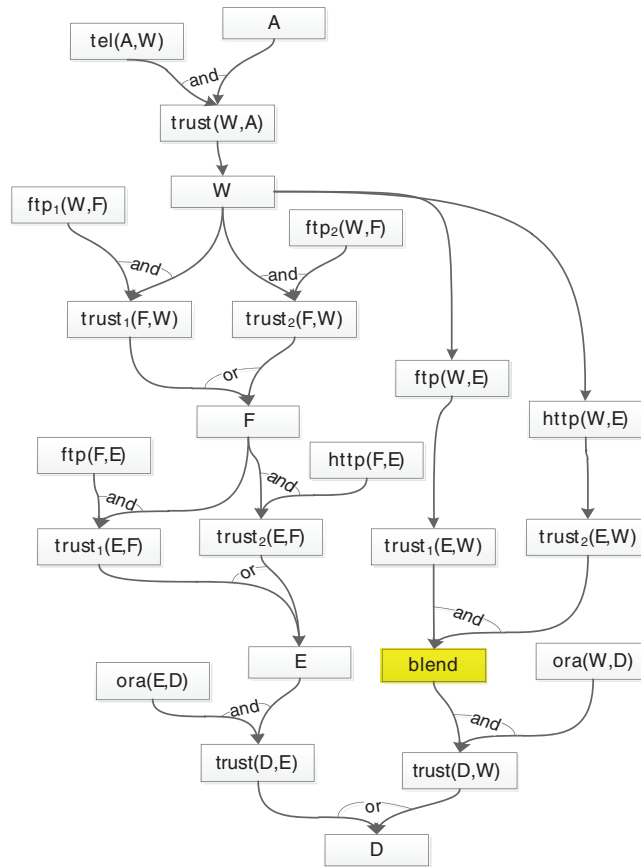 A
tel(A,W)
and
trust(W,A)
W
ftp₁(W,F)
ftp₂(W,F)
and
and
trust₁(F,W)
trust₂(F,W)
or
ftp(W,E)
F
http(W,E)
ftp(F,E)
http(F,E)
and
and
trust₁(E,F)
trust₂(E,F)
trust₁(E,W)
trust₂(E,W)
or
and
E
blend
ora(W,D)
ora(E,D)
and
and
trust(D,E)
trust(D,W)
or
D